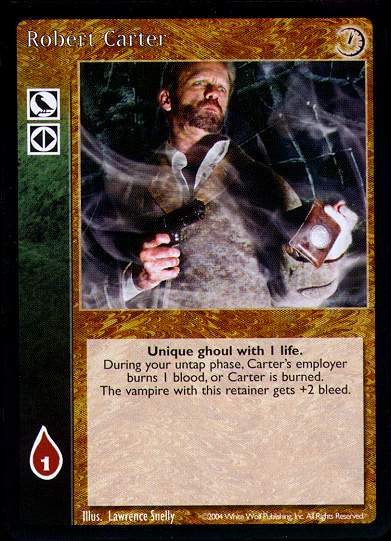 Robert Carter
Unique ghoul with 1 life.
During your untap phase, Carter's employer
burns 1 blood, or Carter is burned.
The vampire with this retainer gets +2 bleed.
1
Illus. Lawrence Snelly
©2004 White Wolf Publishing, Inc. All Rights Reserved.